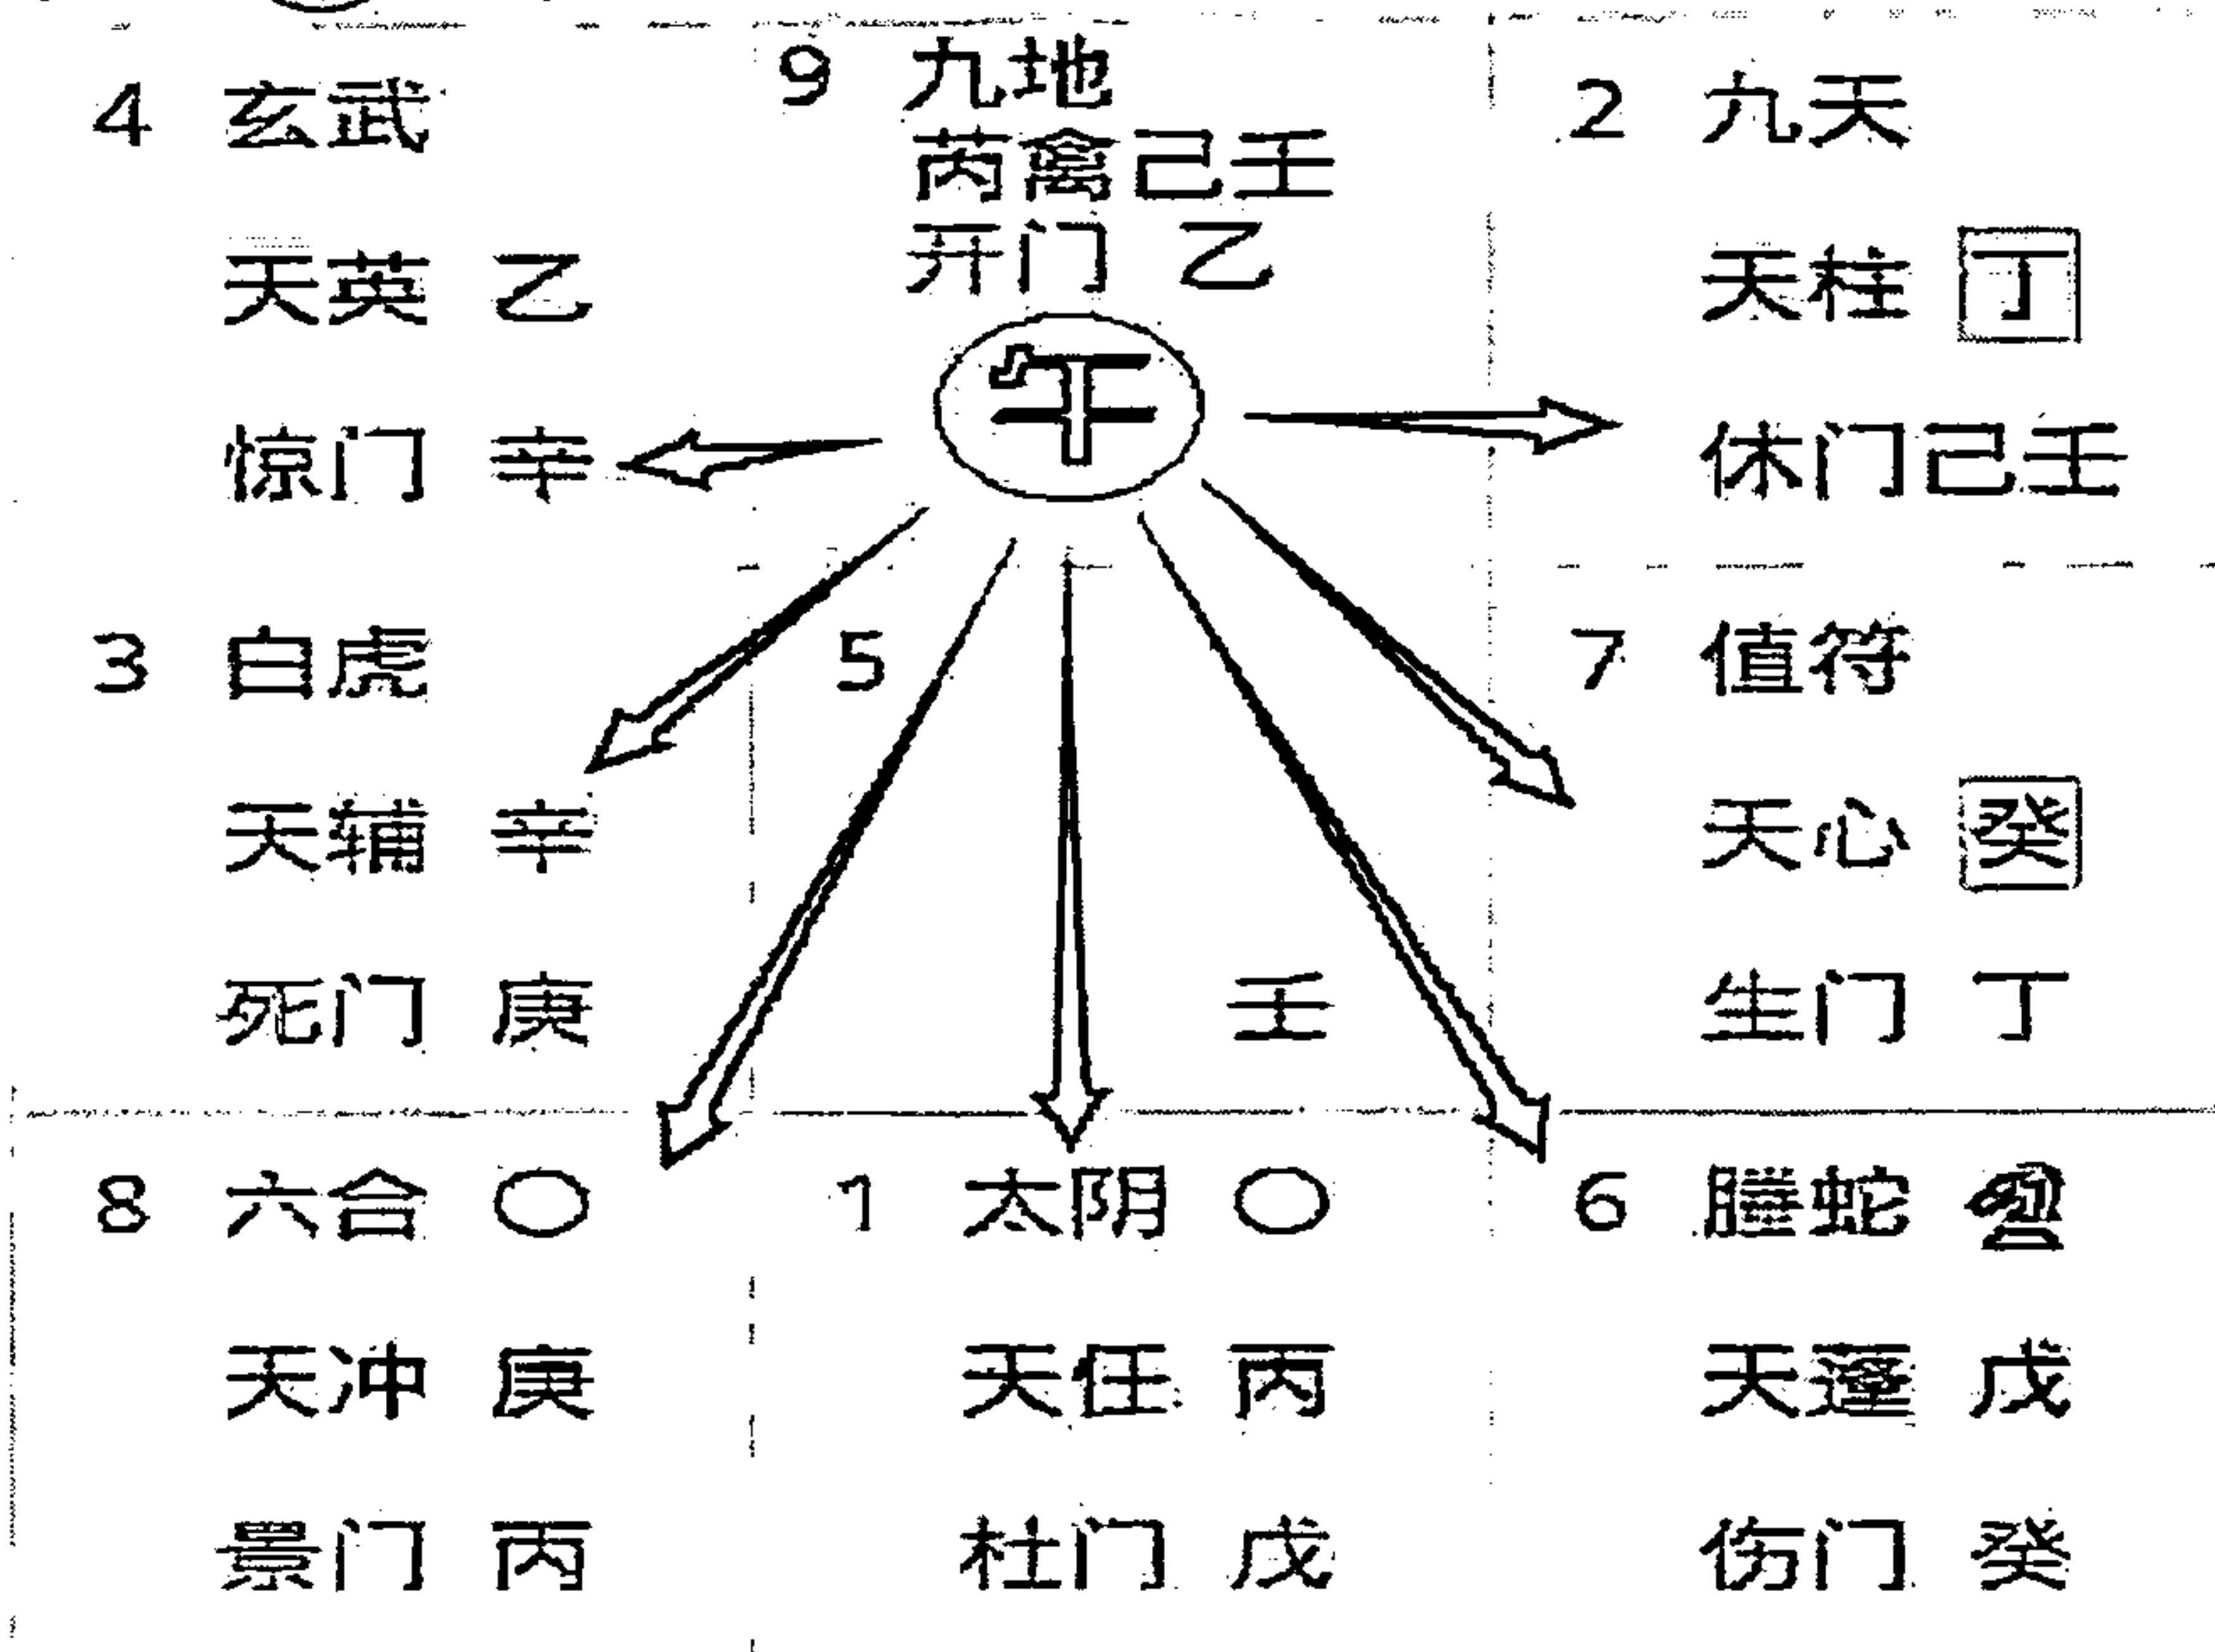 4 玄武
天英 乙
惊门 辛
9 九地
芮禽己壬
开门 乙
午
2 九天
天柱 丁
休门己壬
3 白虎
天辅 辛
死门 庚
5
壬
7 值符
天心 癸
生门 丁
8 六合 〇
天冲 庚
景门 丙
1 太阴 〇
天任 丙
杜门 戊
6 螣蛇
天蓬 戊
伤门 癸